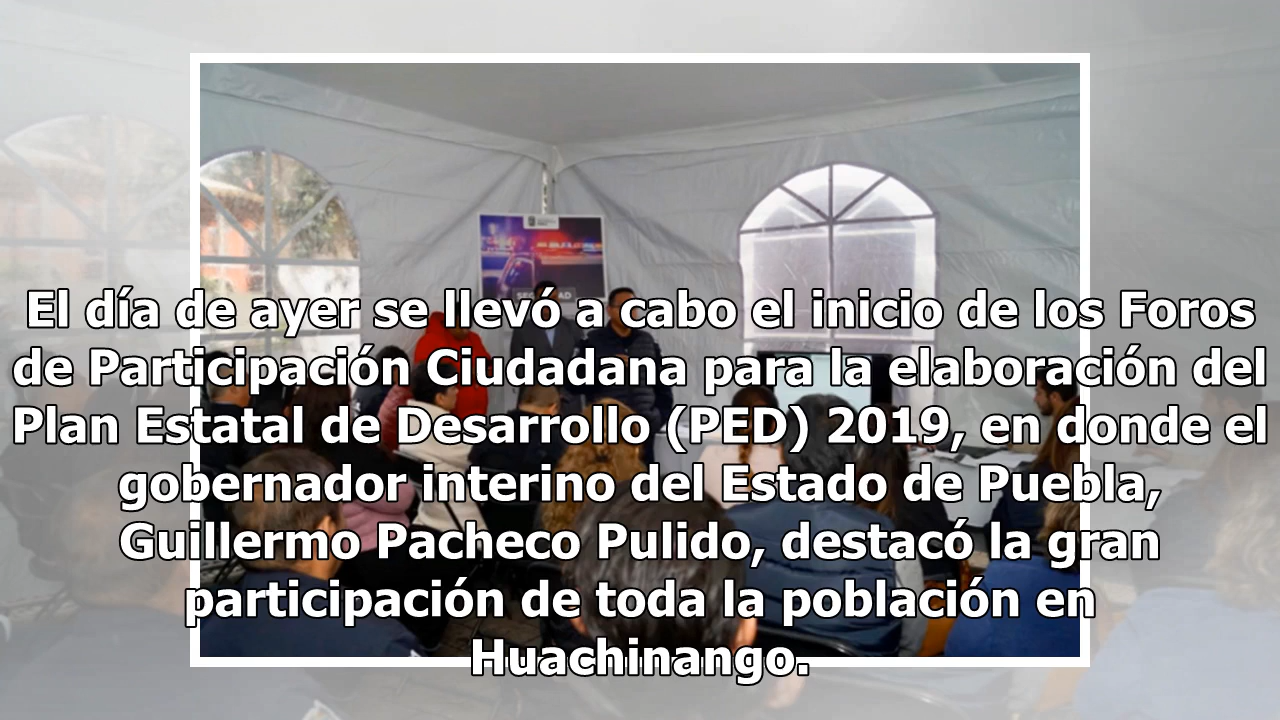 El día de ayer se llevó a cabo el inicio de los Foros
de Participación Ciudadana para la elaboración del
Plan Estatal de Desarrollo (PED) 2019, en donde el
gobernador interino del Estado de Puebla,
Guillermo Pacheco Pulido, destacó la gran
participación de toda la población en
Huachinango.